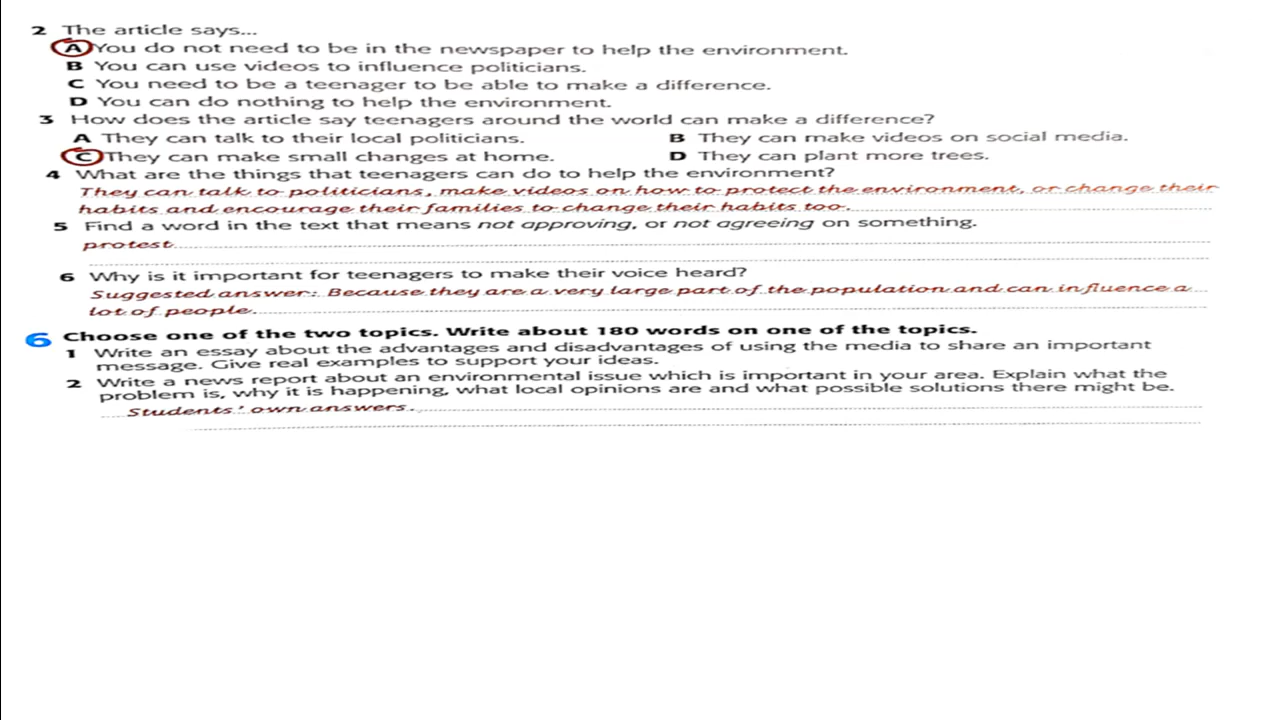 2 The article says...
A You do not need to be in the newspaper to help the environment.
B You can use videos to influence politicians.
C You need to be a teenager to be able to make a difference.
D You can do nothing to help the environment.
3 How does the article say teenagers around the world can make a difference?
A They can talk to their local politicians. B They can make videos on social media.
C They can make small changes at home. D They can plant more trees.
4 What are the things that teenagers can do to help the environment?
They can talk to politicians, make videos on how to protect the environment, or change their
habits and encourage their families to change their habits too.
5 Find a word in the text that means not approving, or not agreeing on something.
protest
6 Why is it important for teenagers to make their voice heard?
Suggested answer: Because they are a very large part of the population and can influence a
lot of people.
6 Choose one of the two topics. Write about 180 words on one of the topics.
1 Write an essay about the advantages and disadvantages of using the media to share an important
message. Give real examples to support your ideas.
2 Write a news report about an environmental issue which is important in your area. Explain what the
problem is, why it is happening, what local opinions are and what possible solutions there might be.
Students' own answers.